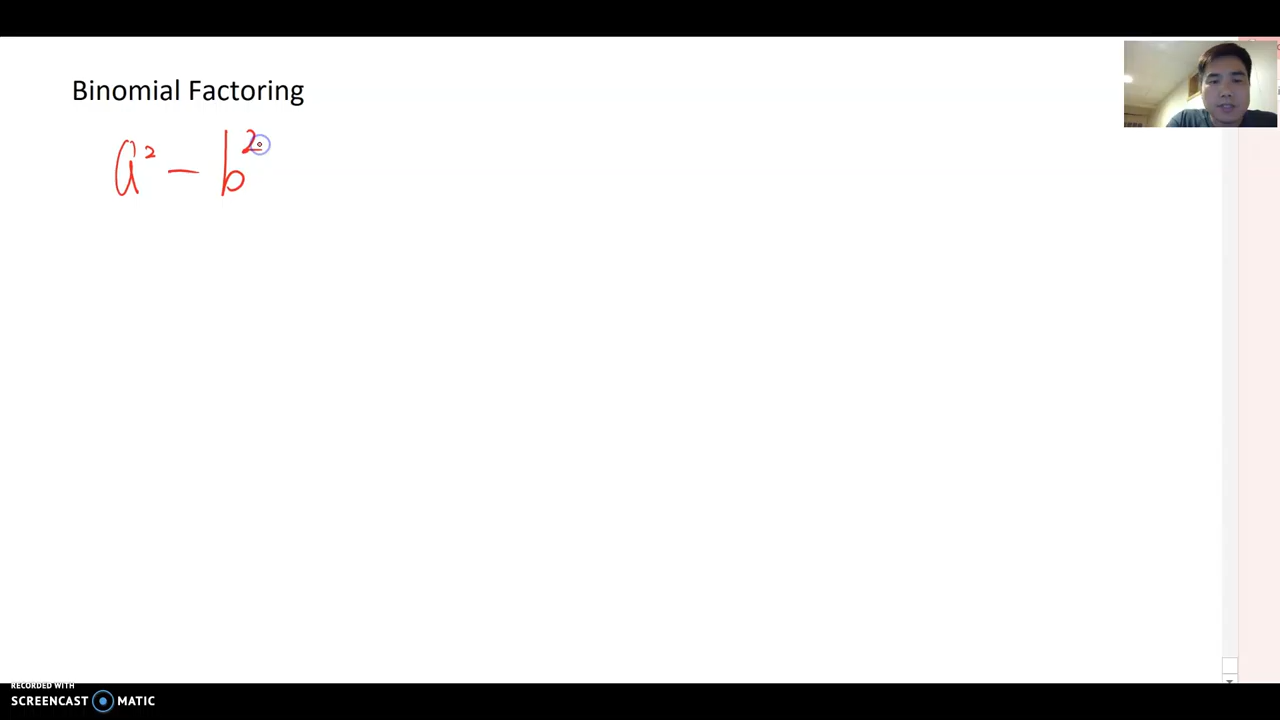 Binomial Factoring
a² – b²
RECORDED WITH
SCREENCAST MATIC